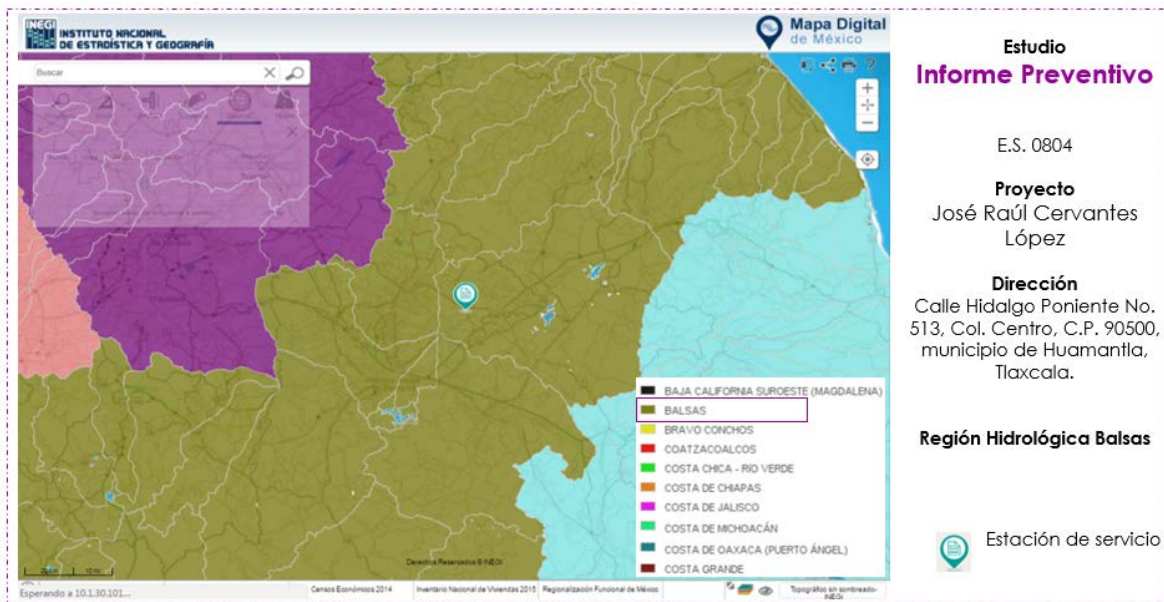 INEGI
INSTITUTO NACIONAL
DE ESTADÍSTICA Y GEOGRAFÍA
Mapa Digital
de México
Buscar
BAJA CALIFORNIA SUROESTE (MAGDALENA)
BALSAS
BRAVO CONCHOS
COATZACOALCOS
COSTA CHICA - RÍO VERDE
COSTA DE CHIAPAS
COSTA DE JALISCO
COSTA DE MICHOACÁN
COSTA DE OAXACA (PUERTO ÁNGEL)
COSTA GRANDE
Derechos Reservados © INEGI
Esperando a 10.1.30.101...
Censos Económicos 2014
Inventario Nacional de Viviendas 2015
Regionalización Funcional de México
Topográfico sin sombreado-
INEGI
Estudio
Informe Preventivo
E.S. 0804
Proyecto
José Raúl Cervantes
López
Dirección
Calle Hidalgo Poniente No.
513, Col. Centro, C.P. 90500,
municipio de Huamantla,
Tlaxcala.
Región Hidrológica Balsas
Estación de servicio